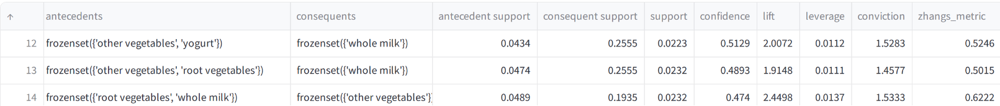 ↑ antecedents consequents antecedent support consequent support support confidence lift leverage conviction zhangs_metric
12 frozenset({'other vegetables', 'yogurt'}) frozenset({'whole milk'}) 0.0434 0.2555 0.0223 0.5129 2.0072 0.0112 1.5283 0.5246
13 frozenset({'other vegetables', 'root vegetables'}) frozenset({'whole milk'}) 0.0474 0.2555 0.0232 0.4893 1.9148 0.0111 1.4577 0.5015
14 frozenset({'root vegetables', 'whole milk'}) frozenset({'other vegetables'}) 0.0489 0.1935 0.0232 0.474 2.4498 0.0137 1.5333 0.6222